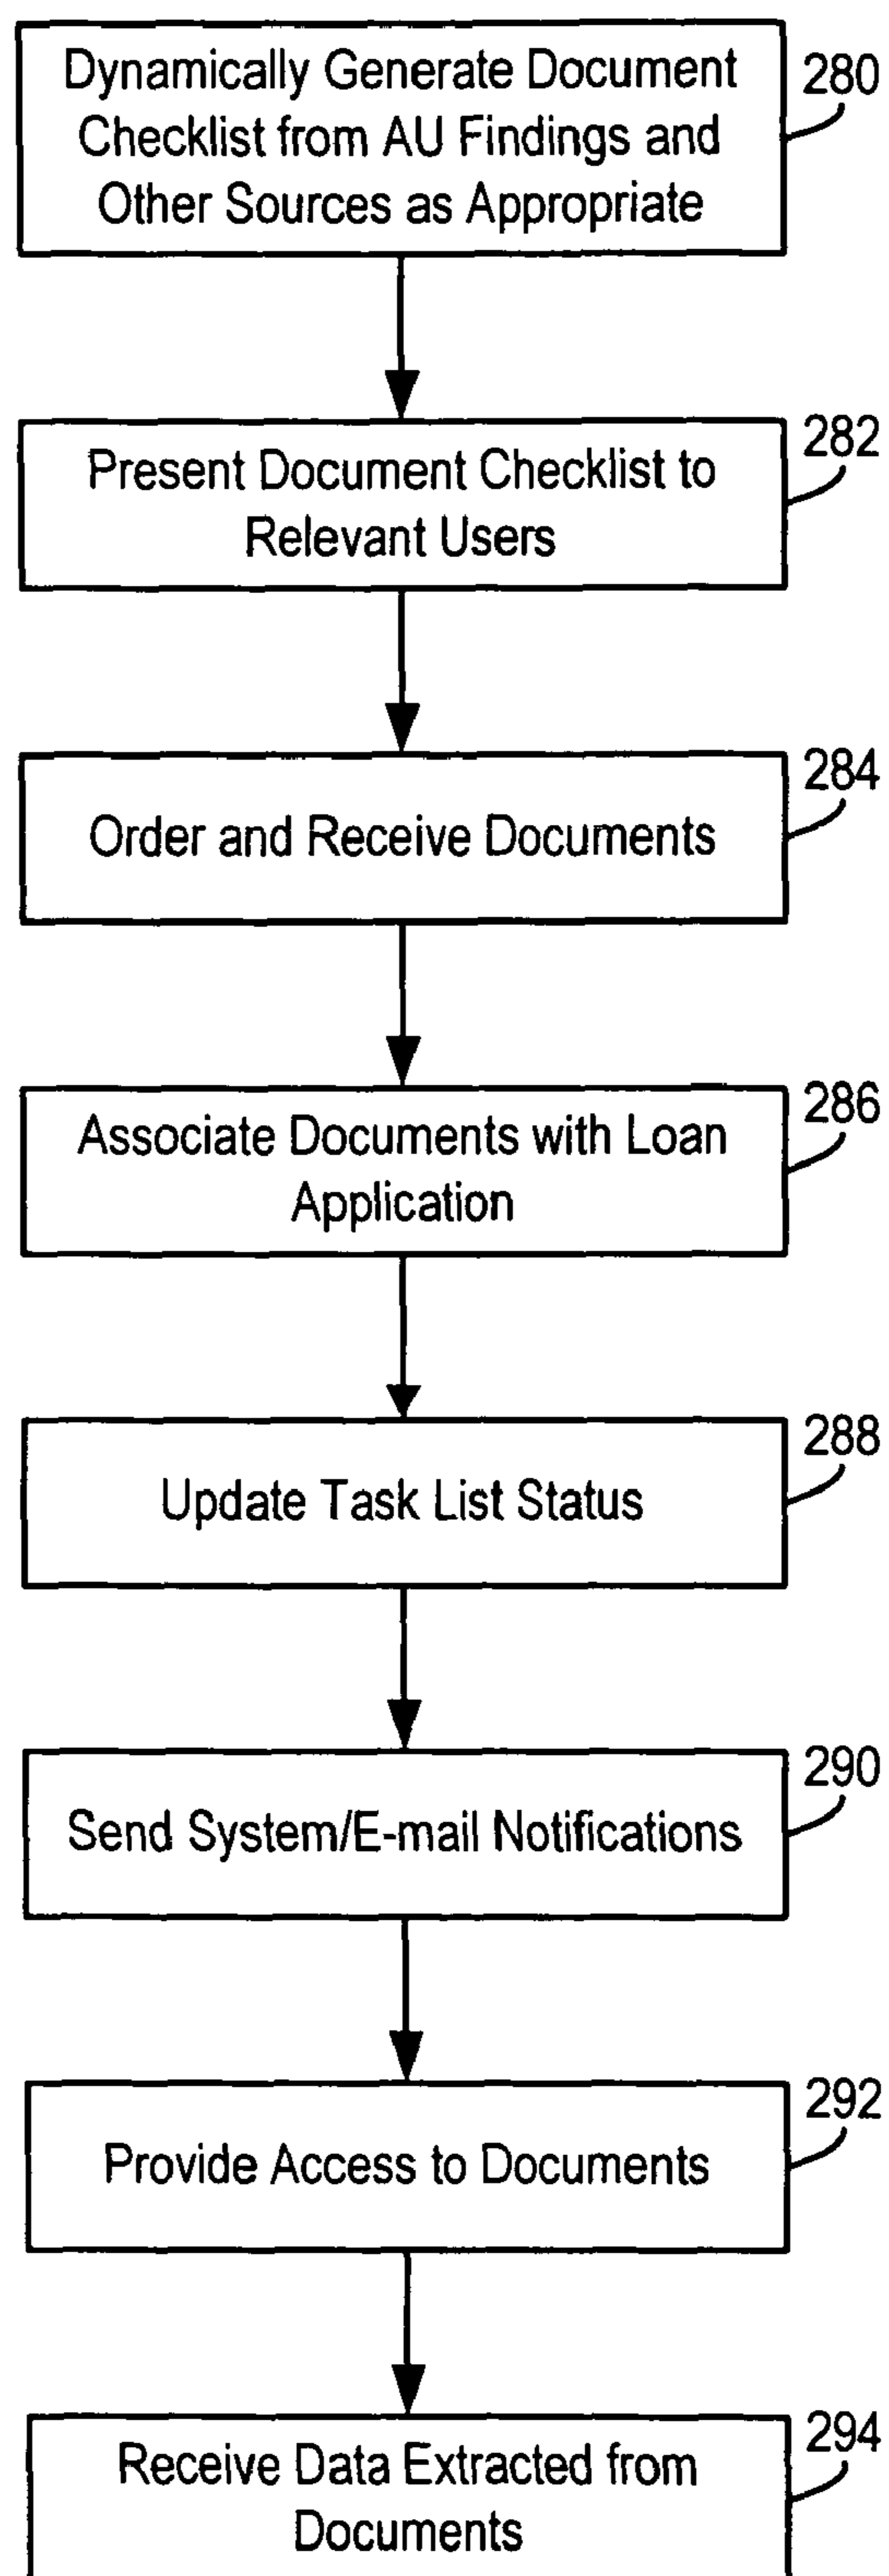 Dynamically Generate Document
Checklist from AU Findings and
Other Sources as Appropriate
280
Present Document Checklist to
Relevant Users
282
Order and Receive Documents
284
Associate Documents with Loan
Application
286
Update Task List Status
288
Send System/E-mail Notifications
290
Provide Access to Documents
292
Receive Data Extracted from
Documents
294